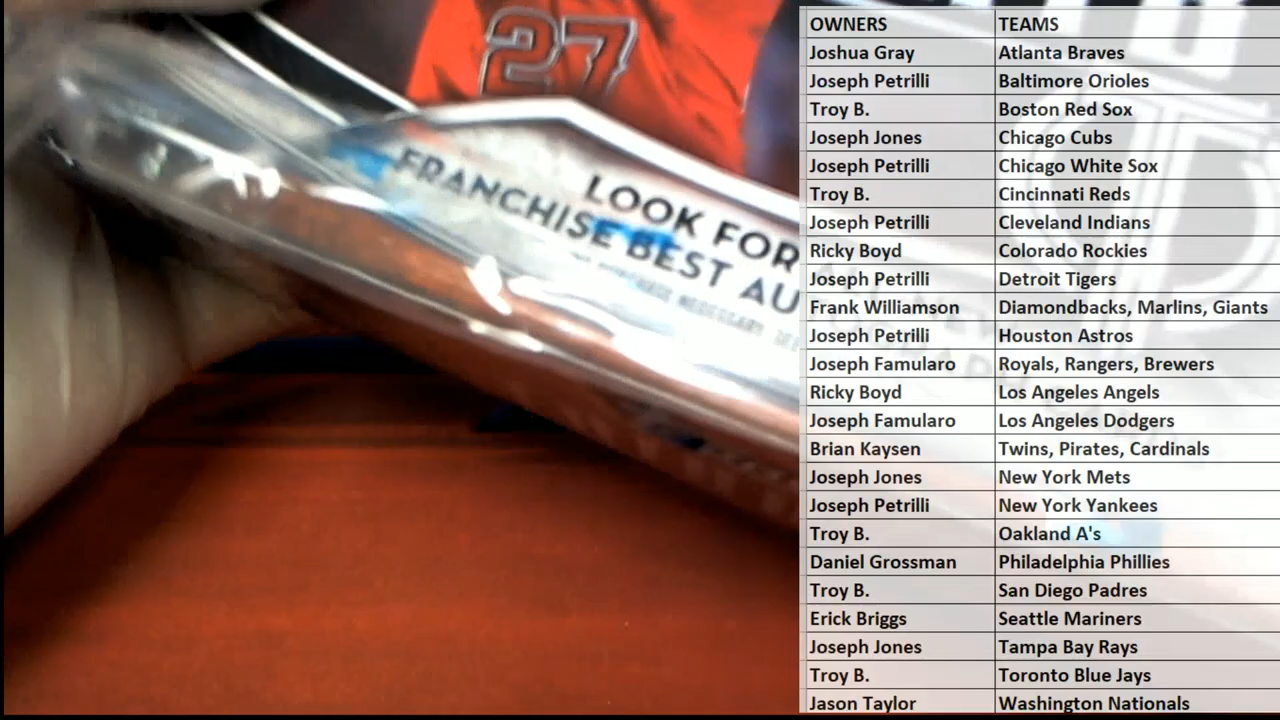 27
LOOK FOR
FRANCHISE BEST AU
OWNERS TEAMS
Joshua Gray Atlanta Braves
Joseph Petrilli Baltimore Orioles
Troy B. Boston Red Sox
Joseph Jones Chicago Cubs
Joseph Petrilli Chicago White Sox
Troy B. Cincinnati Reds
Joseph Petrilli Cleveland Indians
Ricky Boyd Colorado Rockies
Joseph Petrilli Detroit Tigers
Frank Williamson Diamondbacks, Marlins, Giants
Joseph Petrilli Houston Astros
Joseph Famularo Royals, Rangers, Brewers
Ricky Boyd Los Angeles Angels
Joseph Famularo Los Angeles Dodgers
Brian Kaysen Twins, Pirates, Cardinals
Joseph Jones New York Mets
Joseph Petrilli New York Yankees
Troy B. Oakland A's
Daniel Grossman Philadelphia Phillies
Troy B. San Diego Padres
Erick Briggs Seattle Mariners
Joseph Jones Tampa Bay Rays
Troy B. Toronto Blue Jays
Jason Taylor Washington Nationals